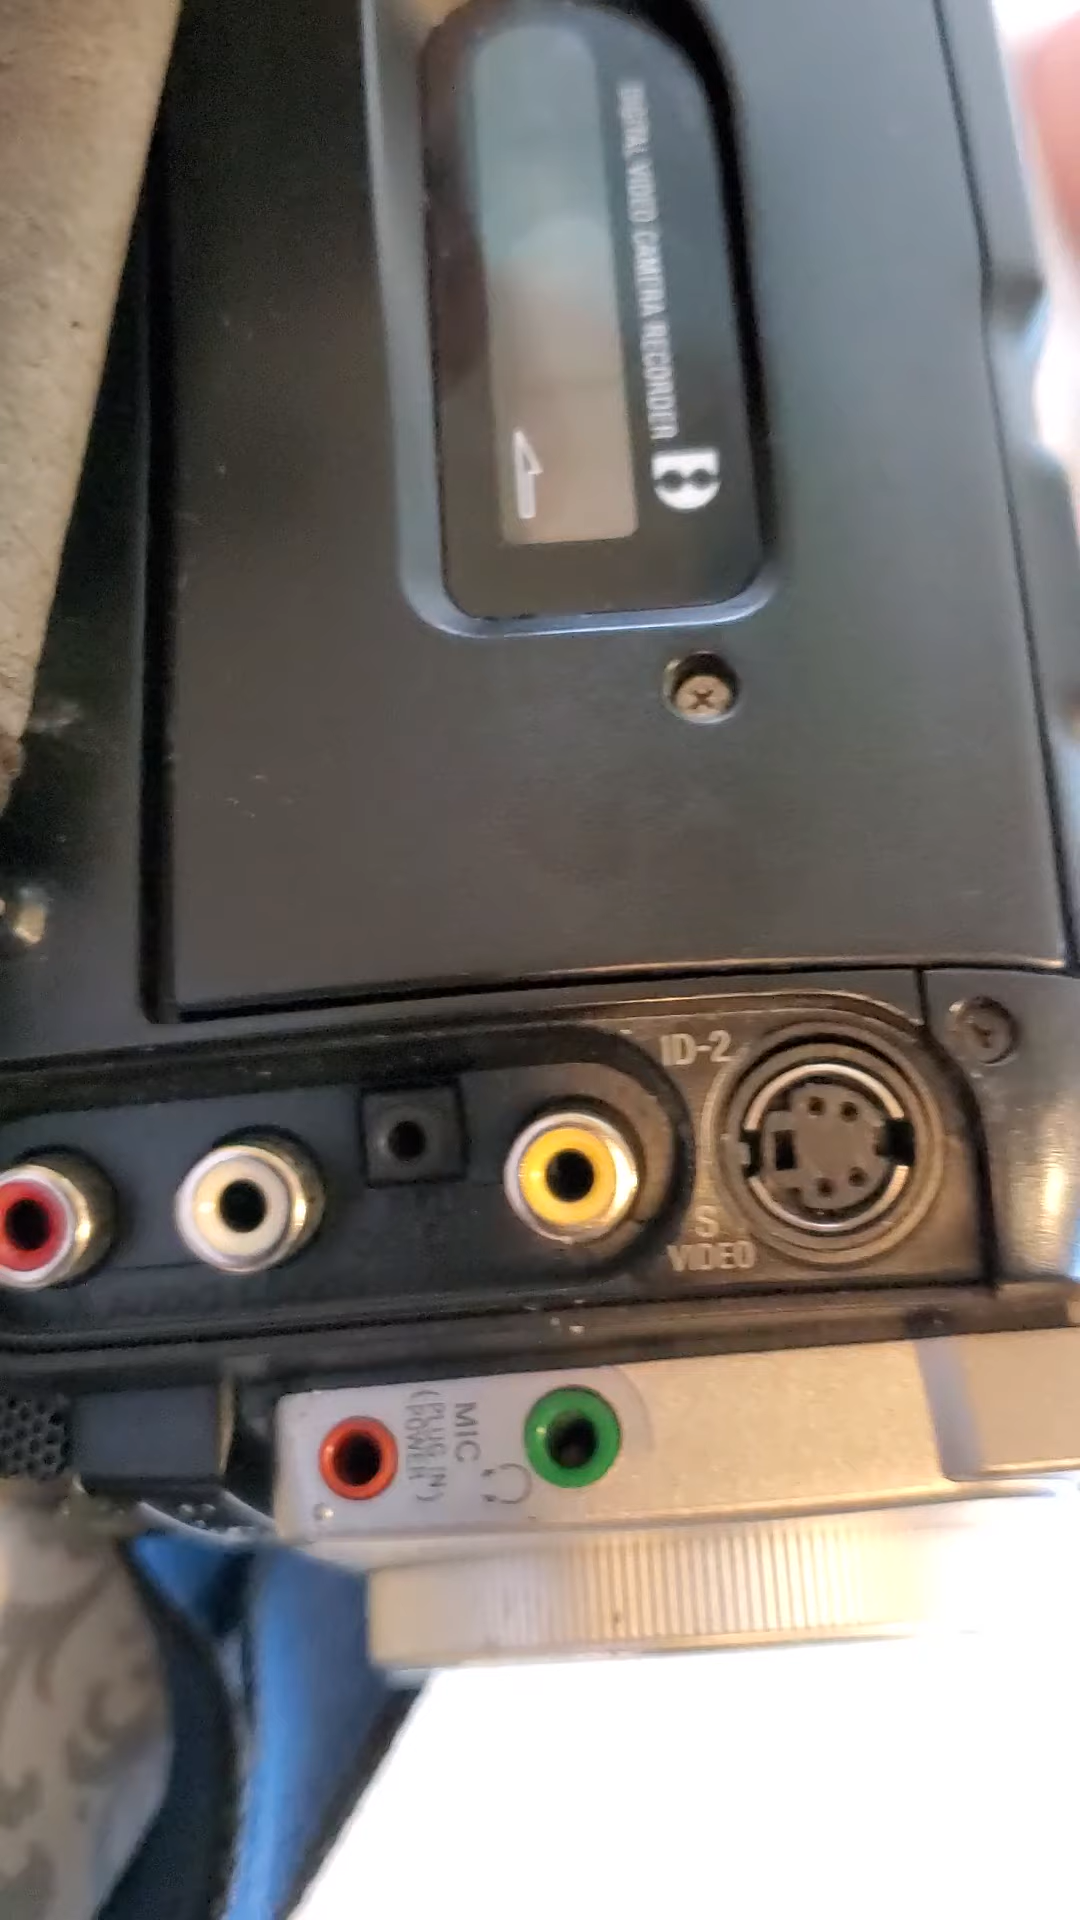 DIGITAL VIDEO CAMERA RECORDER
ID-2
S
VIDEO
MIC
(PLUG IN
POWER)